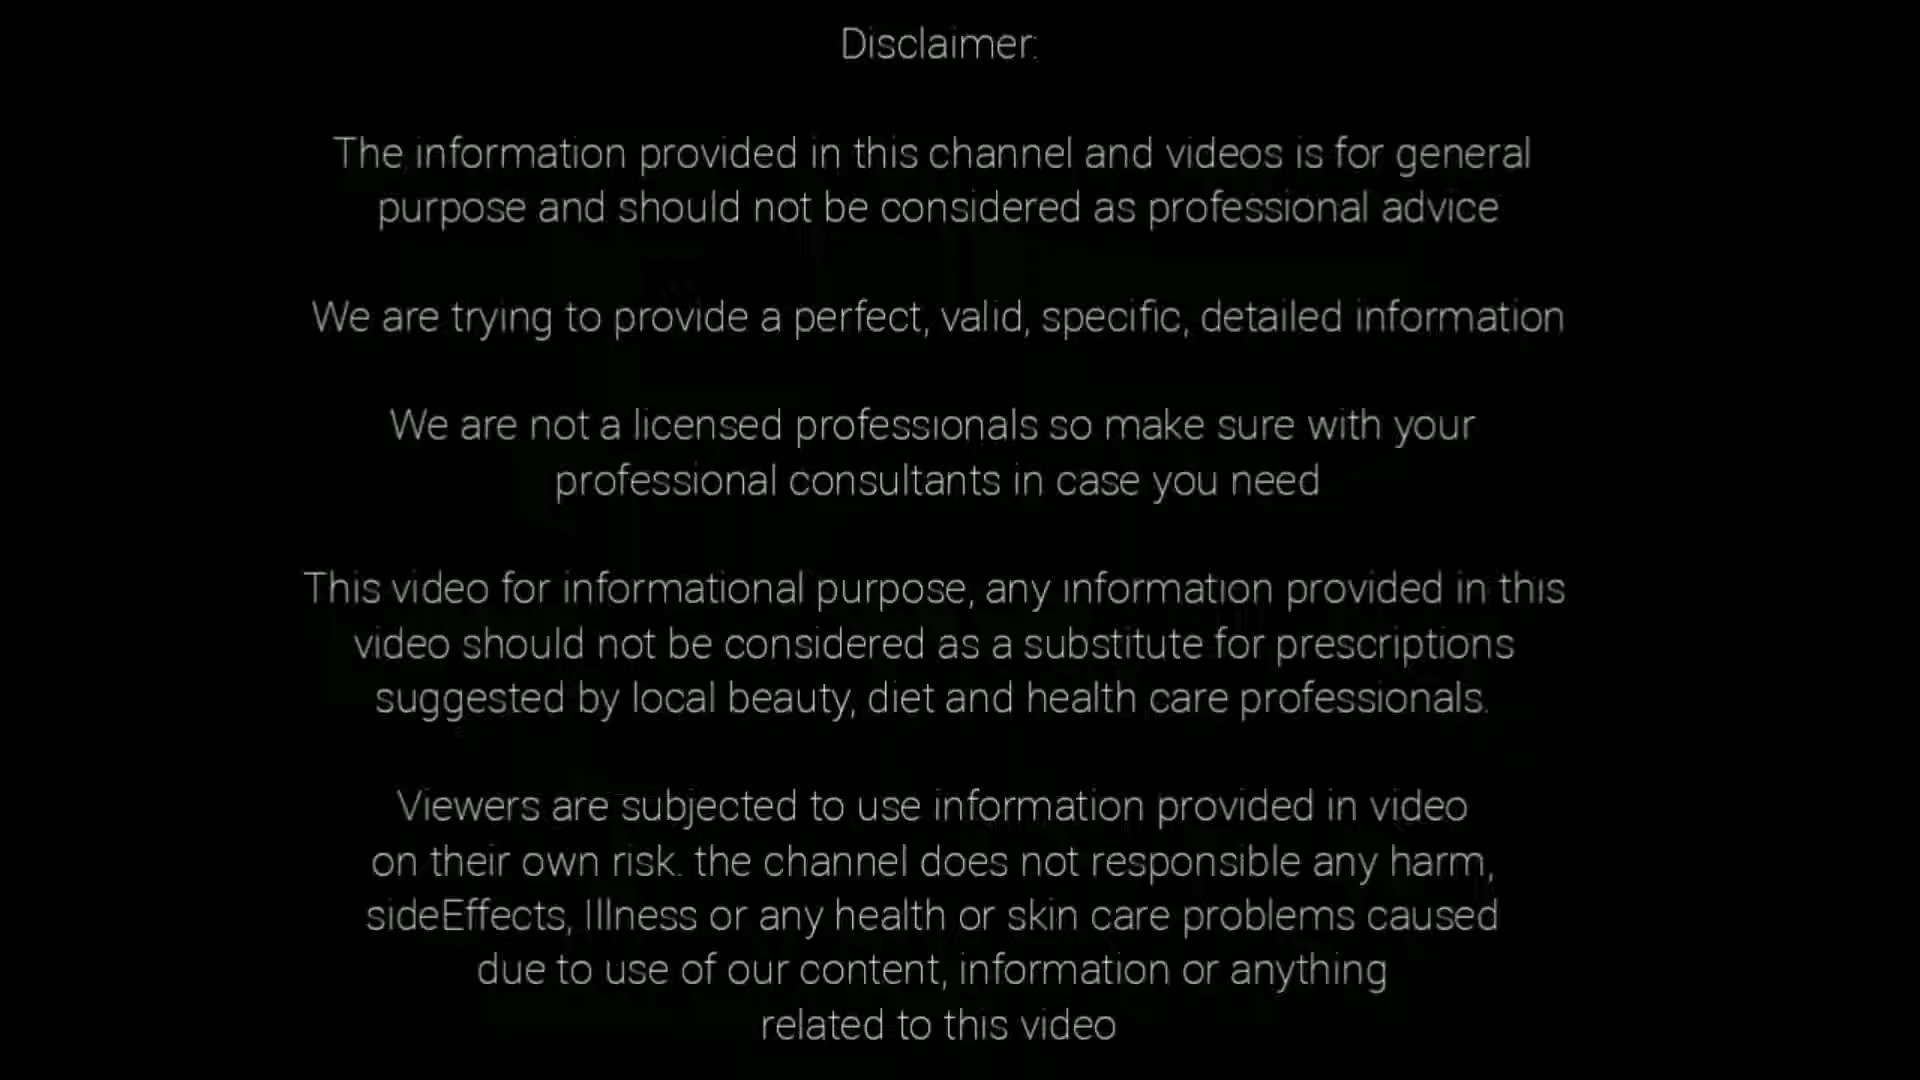 Disclaimer:
The information provided in this channel and videos is for general
purpose and should not be considered as professional advice
We are trying to provide a perfect, valid, specific, detailed information
We are not a licensed professionals so make sure with your
professional consultants in case you need
This video for informational purpose, any information provided in this
video should not be considered as a substitute for prescriptions
suggested by local beauty, diet and health care professionals.
Viewers are subjected to use information provided in video
on their own risk. the channel does not responsible any harm,
sideEffects, Illness or any health or skin care problems caused
due to use of our content, information or anything
related to this video